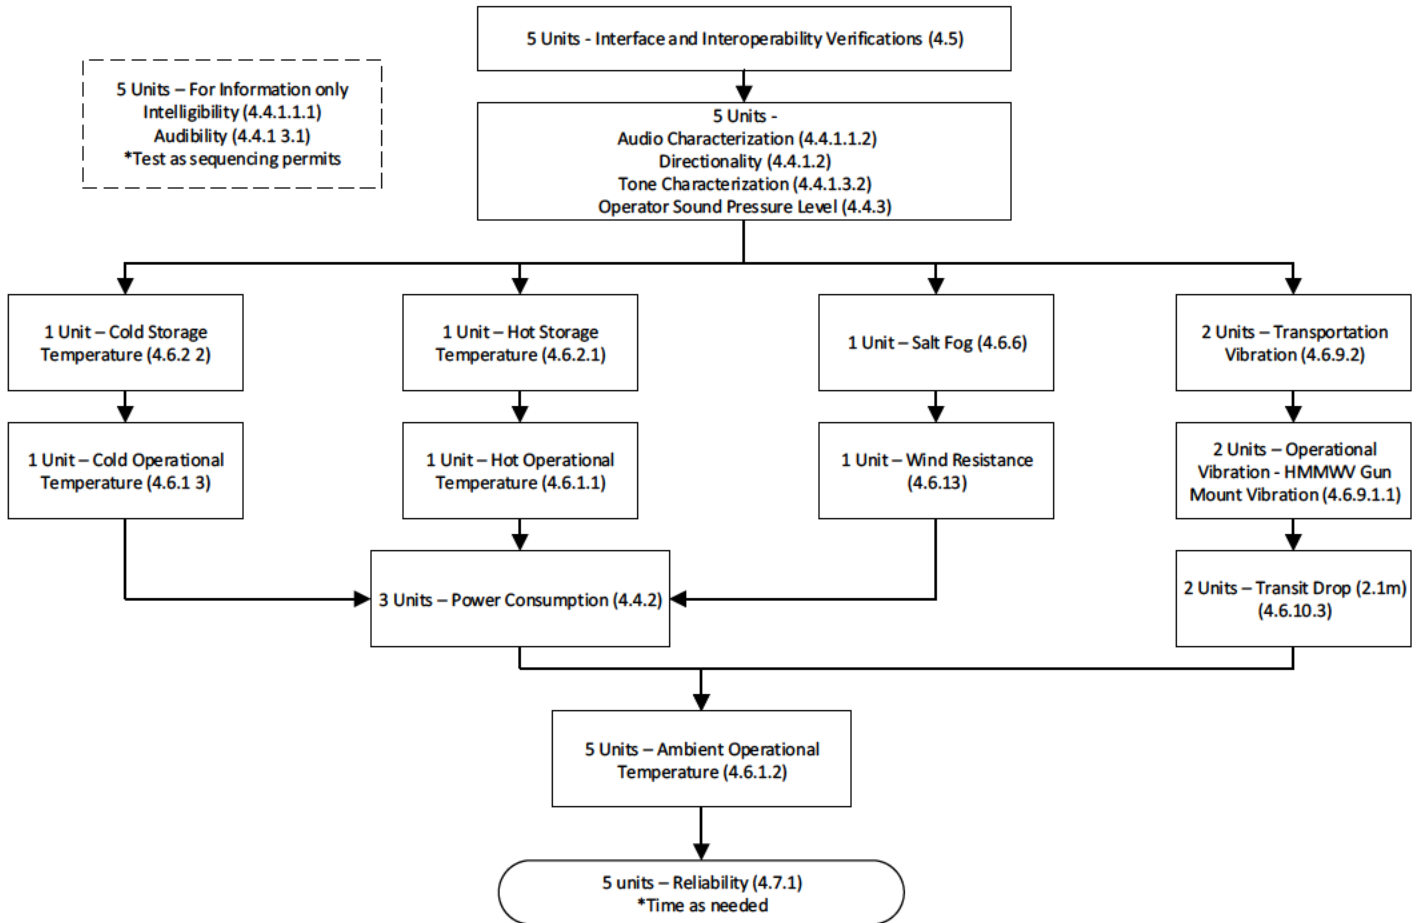 5 Units - Interface and Interoperability Verifications (4.5)
5 Units – For Information only
Intelligibility (4.4.1.1.1)
Audibility (4.4.1 3.1)
*Test as sequencing permits
5 Units -
Audio Characterization (4.4.1.1.2)
Directionality (4.4.1.2)
Tone Characterization (4.4.1.3.2)
Operator Sound Pressure Level (4.4.3)
1 Unit – Cold Storage
Temperature (4.6.2 2)
1 Unit – Hot Storage
Temperature (4.6.2.1)
1 Unit – Salt Fog (4.6.6)
2 Units – Transportation
Vibration (4.6.9.2)
1 Unit – Cold Operational
Temperature (4.6.1 3)
1 Unit – Hot Operational
Temperature (4.6.1.1)
1 Unit – Wind Resistance
(4.6.13)
2 Units – Operational
Vibration - HMMWV Gun
Mount Vibration (4.6.9.1.1)
3 Units – Power Consumption (4.4.2)
2 Units – Transit Drop (2.1m)
(4.6.10.3)
5 Units – Ambient Operational
Temperature (4.6.1.2)
5 units – Reliability (4.7.1)
*Time as needed